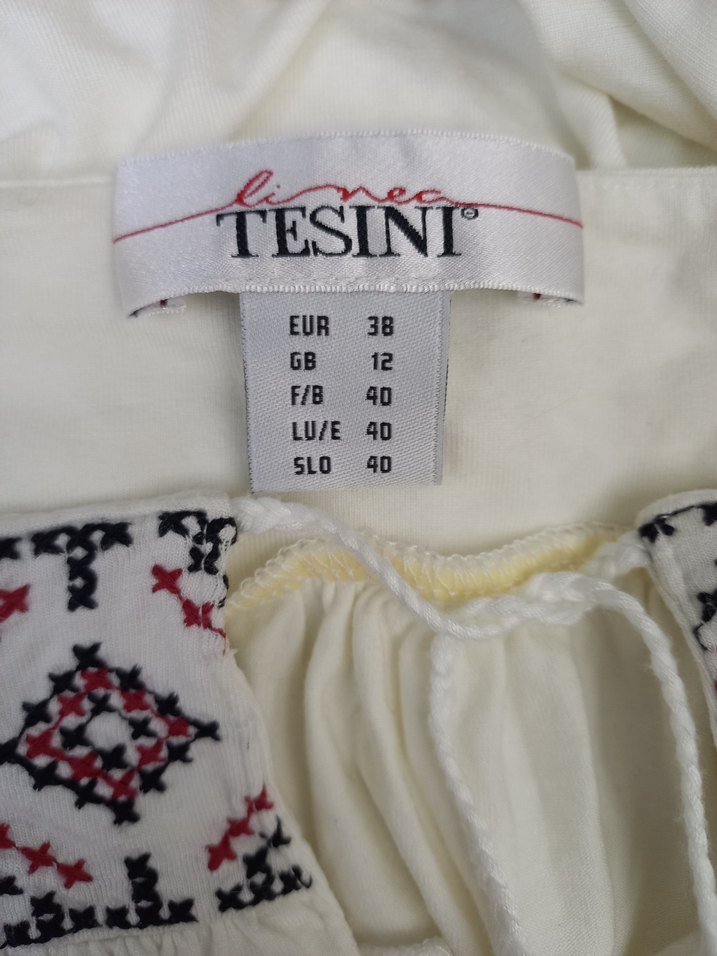 linea
TESINI®
EUR 38
GB 12
F/B 40
LU/E 40
SLO 40